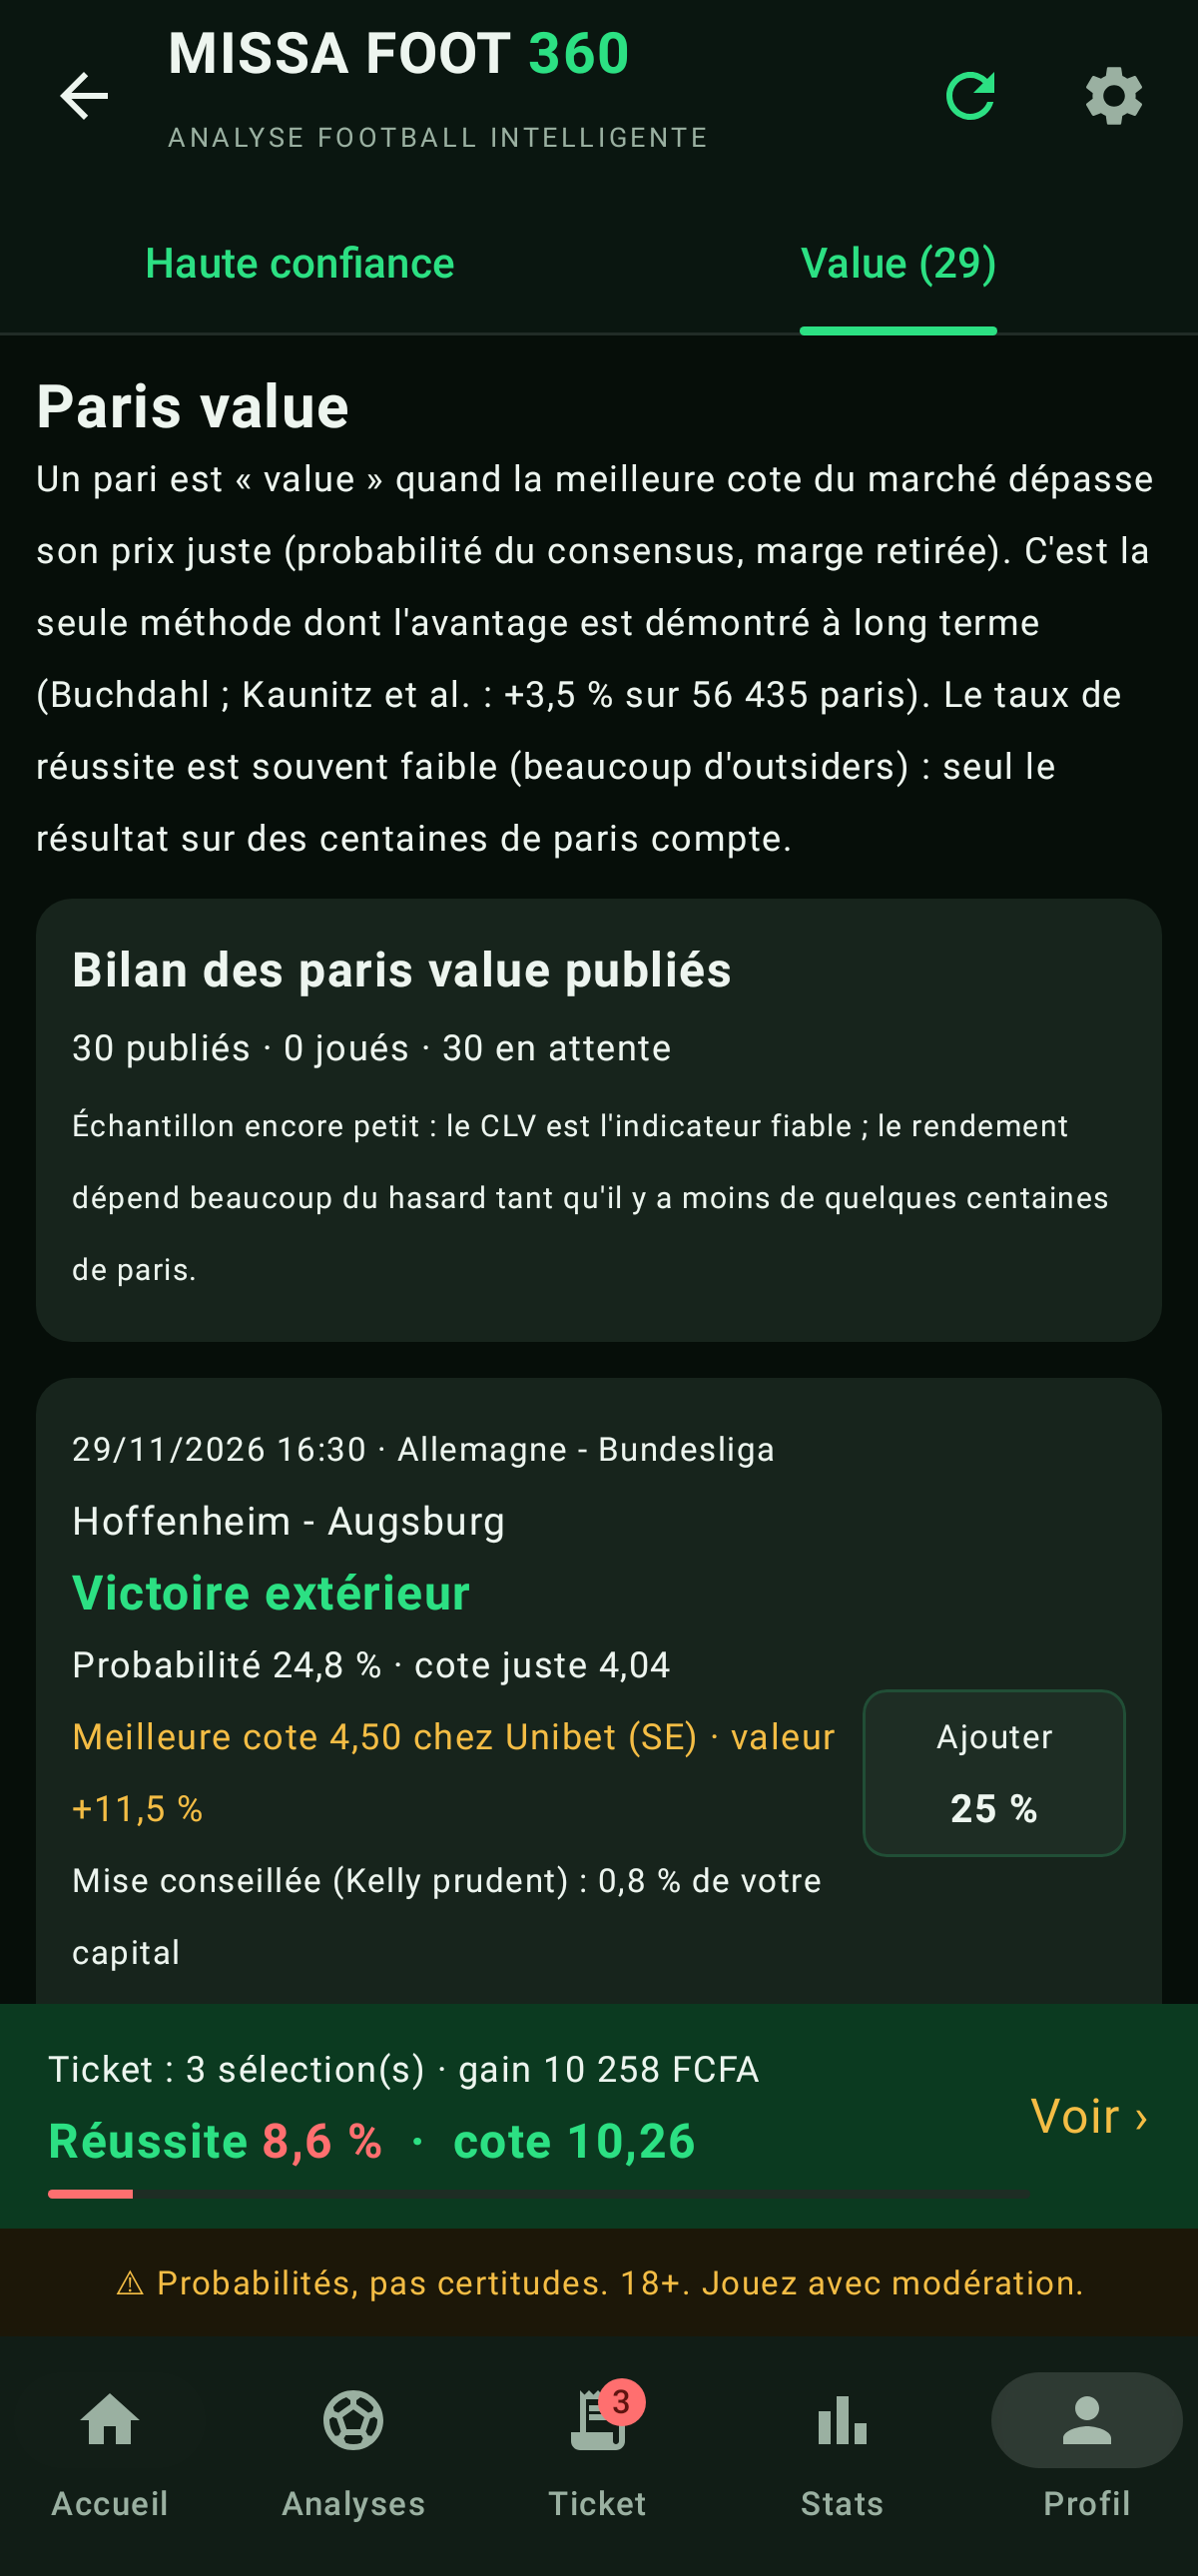 MISSA FOOT 360
ANALYSE FOOTBALL INTELLIGENTE
Haute confiance
Value (29)
Paris value
Un pari est « value » quand la meilleure cote du marché dépasse
son prix juste (probabilité du consensus, marge retirée). C'est la
seule méthode dont l'avantage est démontré à long terme
(Buchdahl ; Kaunitz et al. : +3,5 % sur 56 435 paris). Le taux de
réussite est souvent faible (beaucoup d'outsiders) : seul le
résultat sur des centaines de paris compte.
Bilan des paris value publiés
30 publiés · 0 joués · 30 en attente
Échantillon encore petit : le CLV est l'indicateur fiable ; le rendement
dépend beaucoup du hasard tant qu'il y a moins de quelques centaines
de paris.
29/11/2026 16:30 · Allemagne - Bundesliga
Hoffenheim - Augsburg
Victoire extérieur
Probabilité 24,8 % · cote juste 4,04
Meilleure cote 4,50 chez Unibet (SE) · valeur
+11,5 %
Mise conseillée (Kelly prudent) : 0,8 % de votre
capital
Ajouter
25 %
Ticket : 3 sélection(s) · gain 10 258 FCFA
Réussite 8,6 % · cote 10,26
Voir ›
⚠ Probabilités, pas certitudes. 18+. Jouez avec modération.
3
Accueil
Analyses
Ticket
Stats
Profil